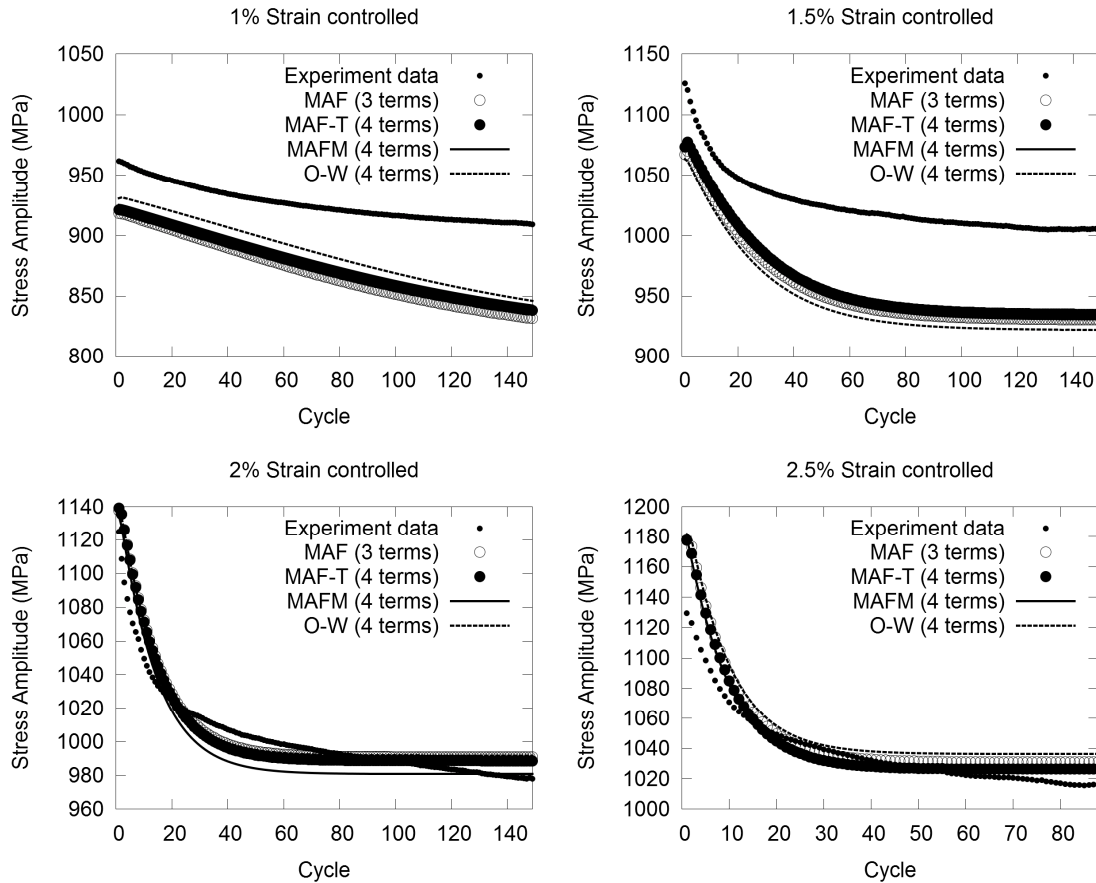 1% Strain controlled
Stress Amplitude (MPa)
1050
1000
950
900
850
800
Experiment data
MAF (3 terms)
MAF-T (4 terms)
MAFM (4 terms)
O-W (4 terms)
0 20 40 60 80 100 120 140
Cycle
1.5% Strain controlled
Stress Amplitude (MPa)
1150
1100
1050
1000
950
900
Experiment data
MAF (3 terms)
MAF-T (4 terms)
MAFM (4 terms)
O-W (4 terms)
0 20 40 60 80 100 120 140
Cycle
2% Strain controlled
Stress Amplitude (MPa)
1140
1120
1100
1080
1060
1040
1020
1000
980
960
Experiment data
MAF (3 terms)
MAF-T (4 terms)
MAFM (4 terms)
O-W (4 terms)
0 20 40 60 80 100 120 140
Cycle
2.5% Strain controlled
Stress Amplitude (MPa)
1200
1180
1160
1140
1120
1100
1080
1060
1040
1020
1000
Experiment data
MAF (3 terms)
MAF-T (4 terms)
MAFM (4 terms)
O-W (4 terms)
0 10 20 30 40 50 60 70 80
Cycle